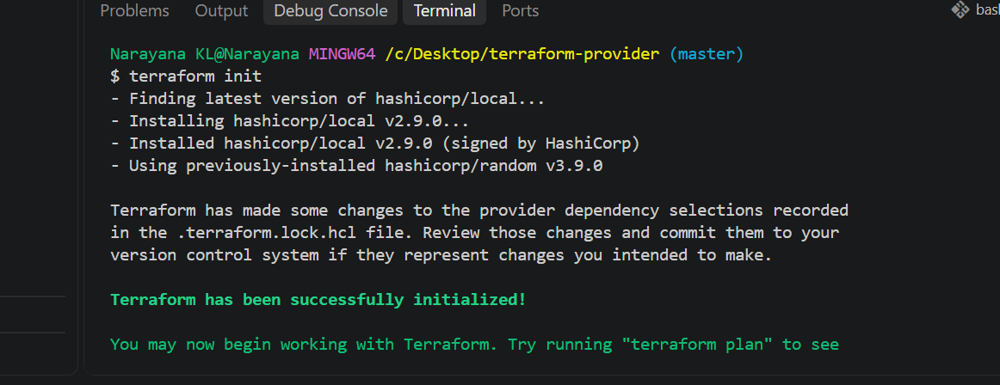 Problems Output Debug Console Terminal Ports
Narayana KL@Narayana MINGW64 /c/Desktop/terraform-provider (master)
$ terraform init
- Finding latest version of hashicorp/local...
- Installing hashicorp/local v2.9.0...
- Installed hashicorp/local v2.9.0 (signed by HashiCorp)
- Using previously-installed hashicorp/random v3.9.0
Terraform has made some changes to the provider dependency selections recorded
in the .terraform.lock.hcl file. Review those changes and commit them to your
version control system if they represent changes you intended to make.
Terraform has been successfully initialized!
You may now begin working with Terraform. Try running "terraform plan" to see